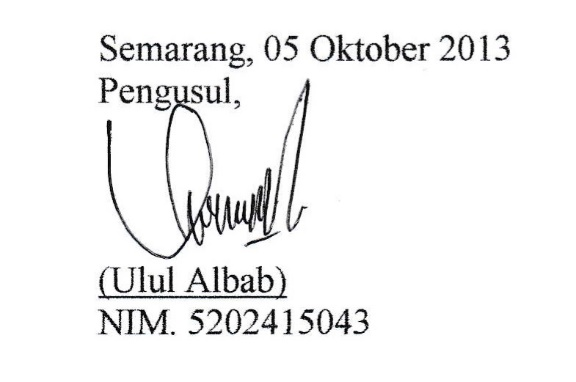 Semarang, 05 Oktober 2013
Pengusul,
(Ulul Albab)
NIM. 5202415043